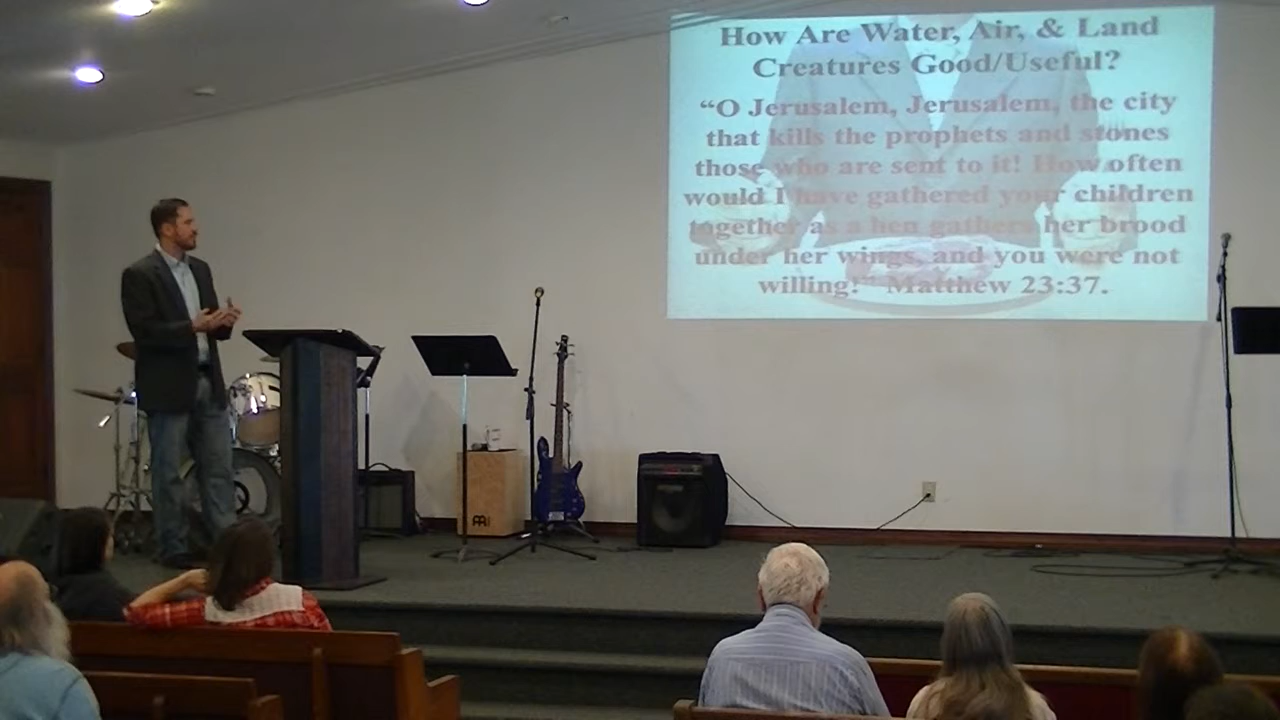 How Are Water, Air, & Land
Creatures Good/Useful?
“O Jerusalem, Jerusalem, the city
that kills the prophets and stones
those who are sent to it! How often
would I have gathered your children
together as a hen gathers her brood
under her wings, and you were not
willing!” Matthew 23:37.